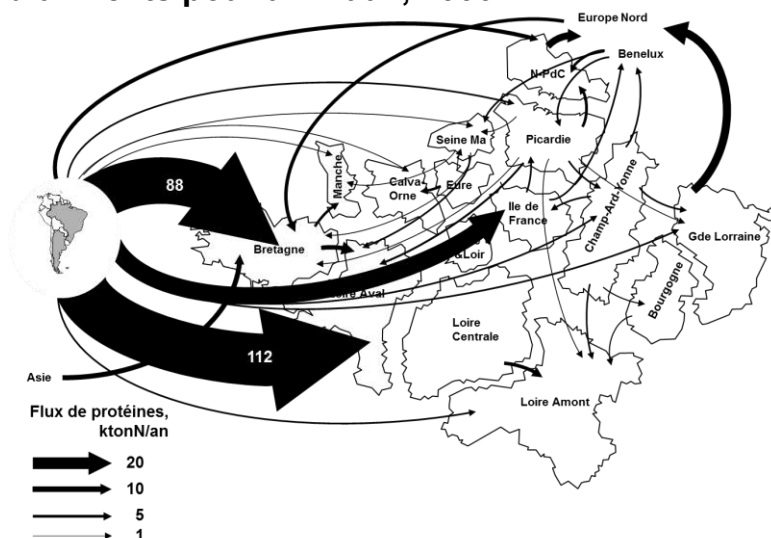 Europe Nord
Benelux
N-PdC
Seine Ma
Picardie
Manche
Calva
Orne
Eure
Ile de
France
Champ-Ard-Yonne
Gde Lorraine
88
Bretagne
&Loir
Aval
Bourgogne
Loire
Centrale
112
Loire Amont
Asie
Flux de protéines,
ktonN/an
20
10
5
1